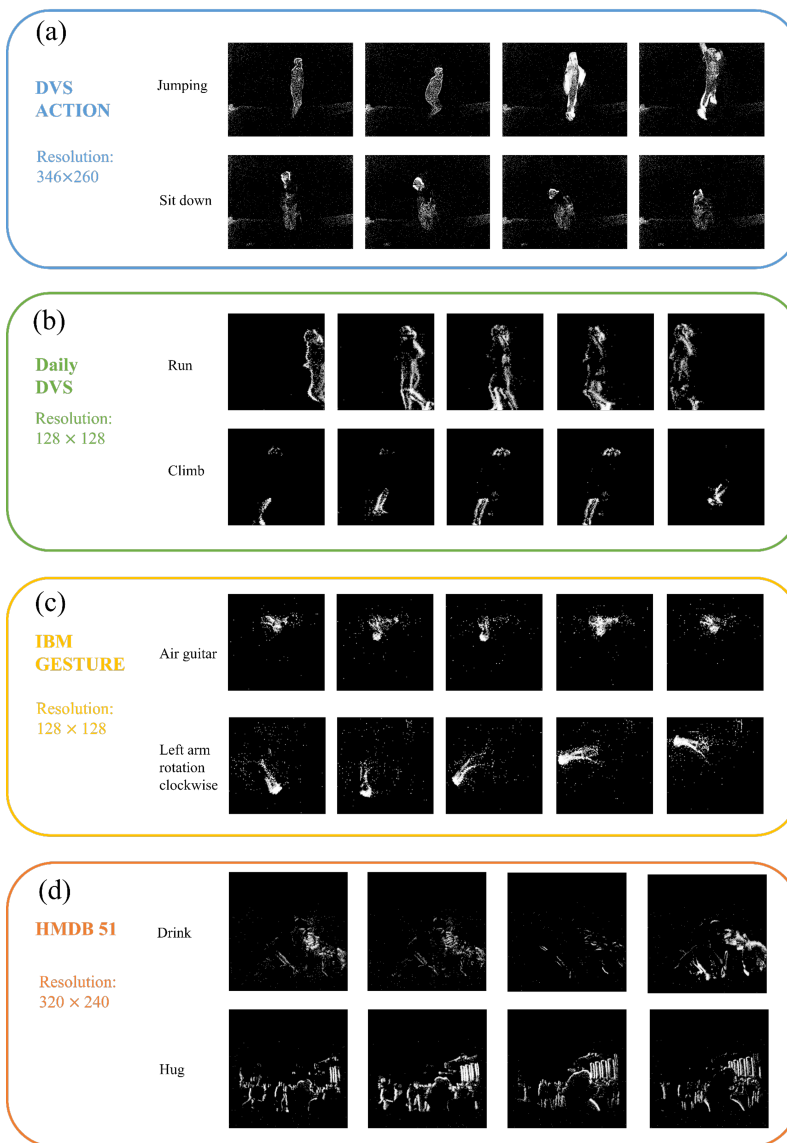 (a)
DVS
ACTION
Resolution:
346×260
Jumping
Sit down
(b)
Daily
DVS
Resolution:
128 × 128
Run
Climb
(c)
IBM
GESTURE
Resolution:
128 × 128
Air guitar
Left arm
rotation
clockwise
(d)
HMDB 51
Resolution:
320 × 240
Drink
Hug